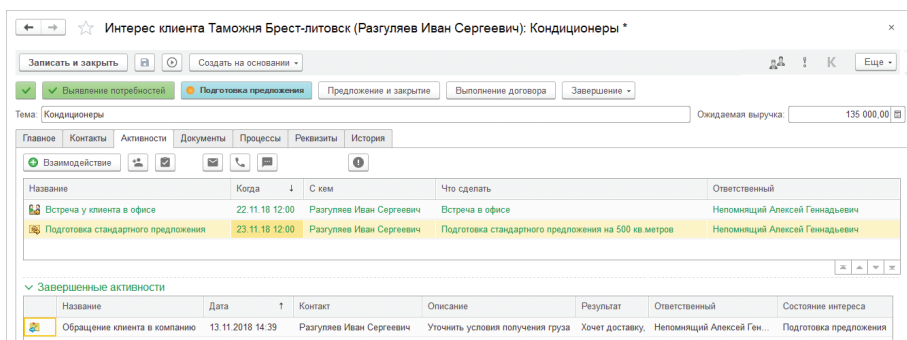 Интерес клиента Таможня Брест-литовск (Разгуляев Иван Сергеевич): Кондиционеры *
Записать и закрыть Создать на основании К Еще
Выявление потребностей Подготовка предложения Предложение и закрытие Выполнение договора Завершение
Тема: Кондиционеры Ожидаемая выручка: 135 000,00
Главное Контакты Активности Документы Процессы Реквизиты История
Взаимодействие
Название Когда ↓ С кем Что сделать Ответственный
Встреча у клиента в офисе 22.11.18 12:00 Разгуляев Иван Сергеевич Встреча в офисе Непомнящий Алексей Геннадьевич
Подготовка стандартного предложения 23.11.18 12:00 Разгуляев Иван Сергеевич Подготовка стандартного предложения на 500 кв.метров Непомнящий Алексей Геннадьевич
Завершенные активности
Название Дата ↑ Контакт Описание Результат Ответственный Состояние интереса
Обращение клиента в компанию 13.11.2018 14:39 Разгуляев Иван Сергеевич Уточнить условия получения груза Хочет доставку, Непомнящий Алексей Ген... Подготовка предложения